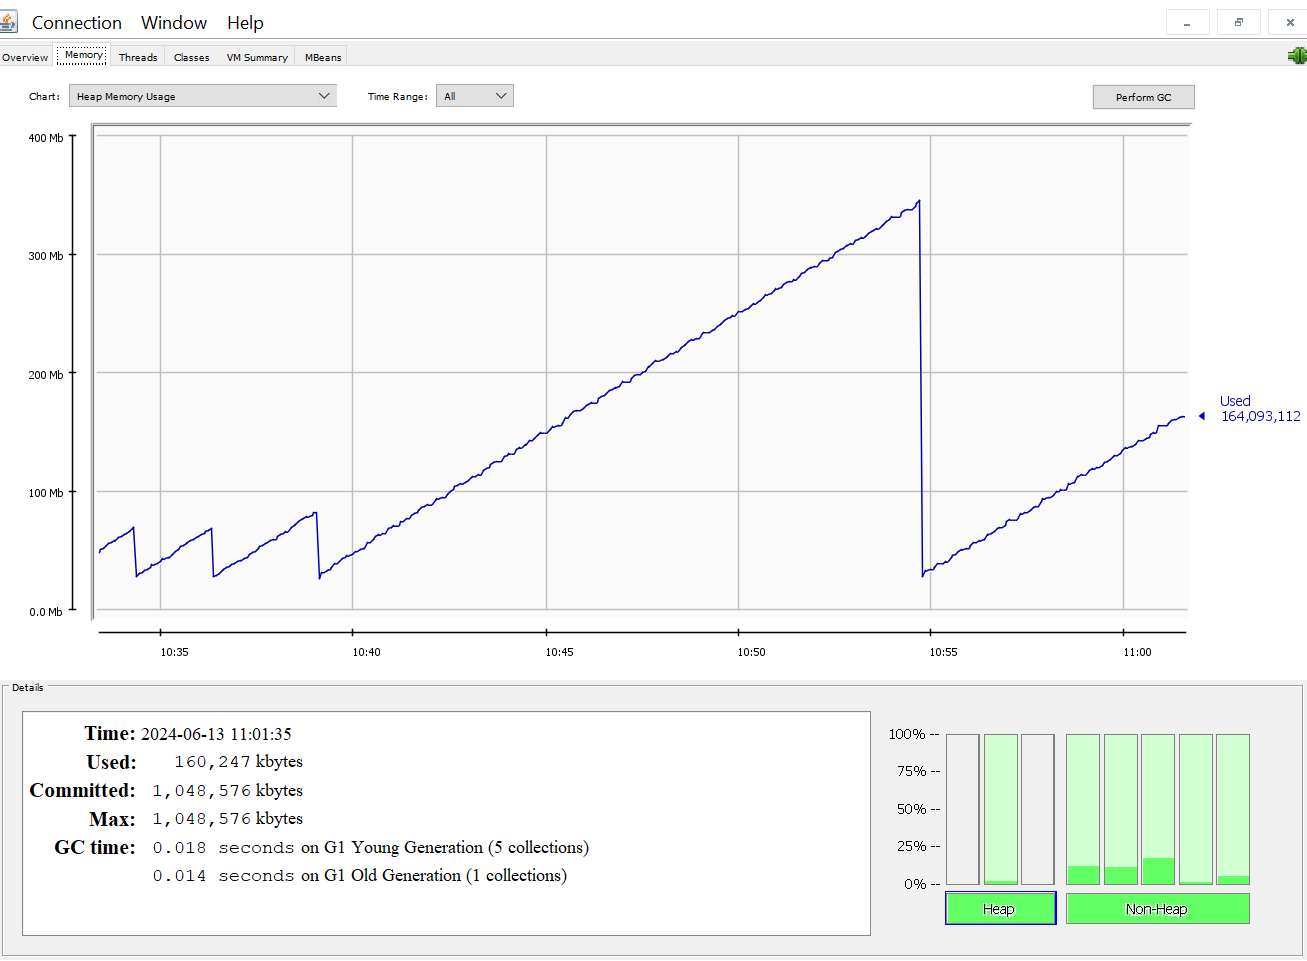 Connection Window Help
Overview Memory Threads Classes VM Summary MBeans
Chart: Heap Memory Usage Time Range: All Perform GC
400 Mb
300 Mb
200 Mb
100 Mb
0.0 Mb
Used
164,093,112
10:35 10:40 10:45 10:50 10:55 11:00
Details
Time: 2024-06-13 11:01:35
Used: 160,247 kbytes
Committed: 1,048,576 kbytes
Max: 1,048,576 kbytes
GC time: 0.018 seconds on G1 Young Generation (5 collections)
0.014 seconds on G1 Old Generation (1 collections)
100% --
75% --
50% --
25% --
0% --
Heap Non-Heap